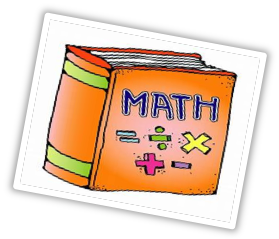 MATH
= ÷ ×
+ -